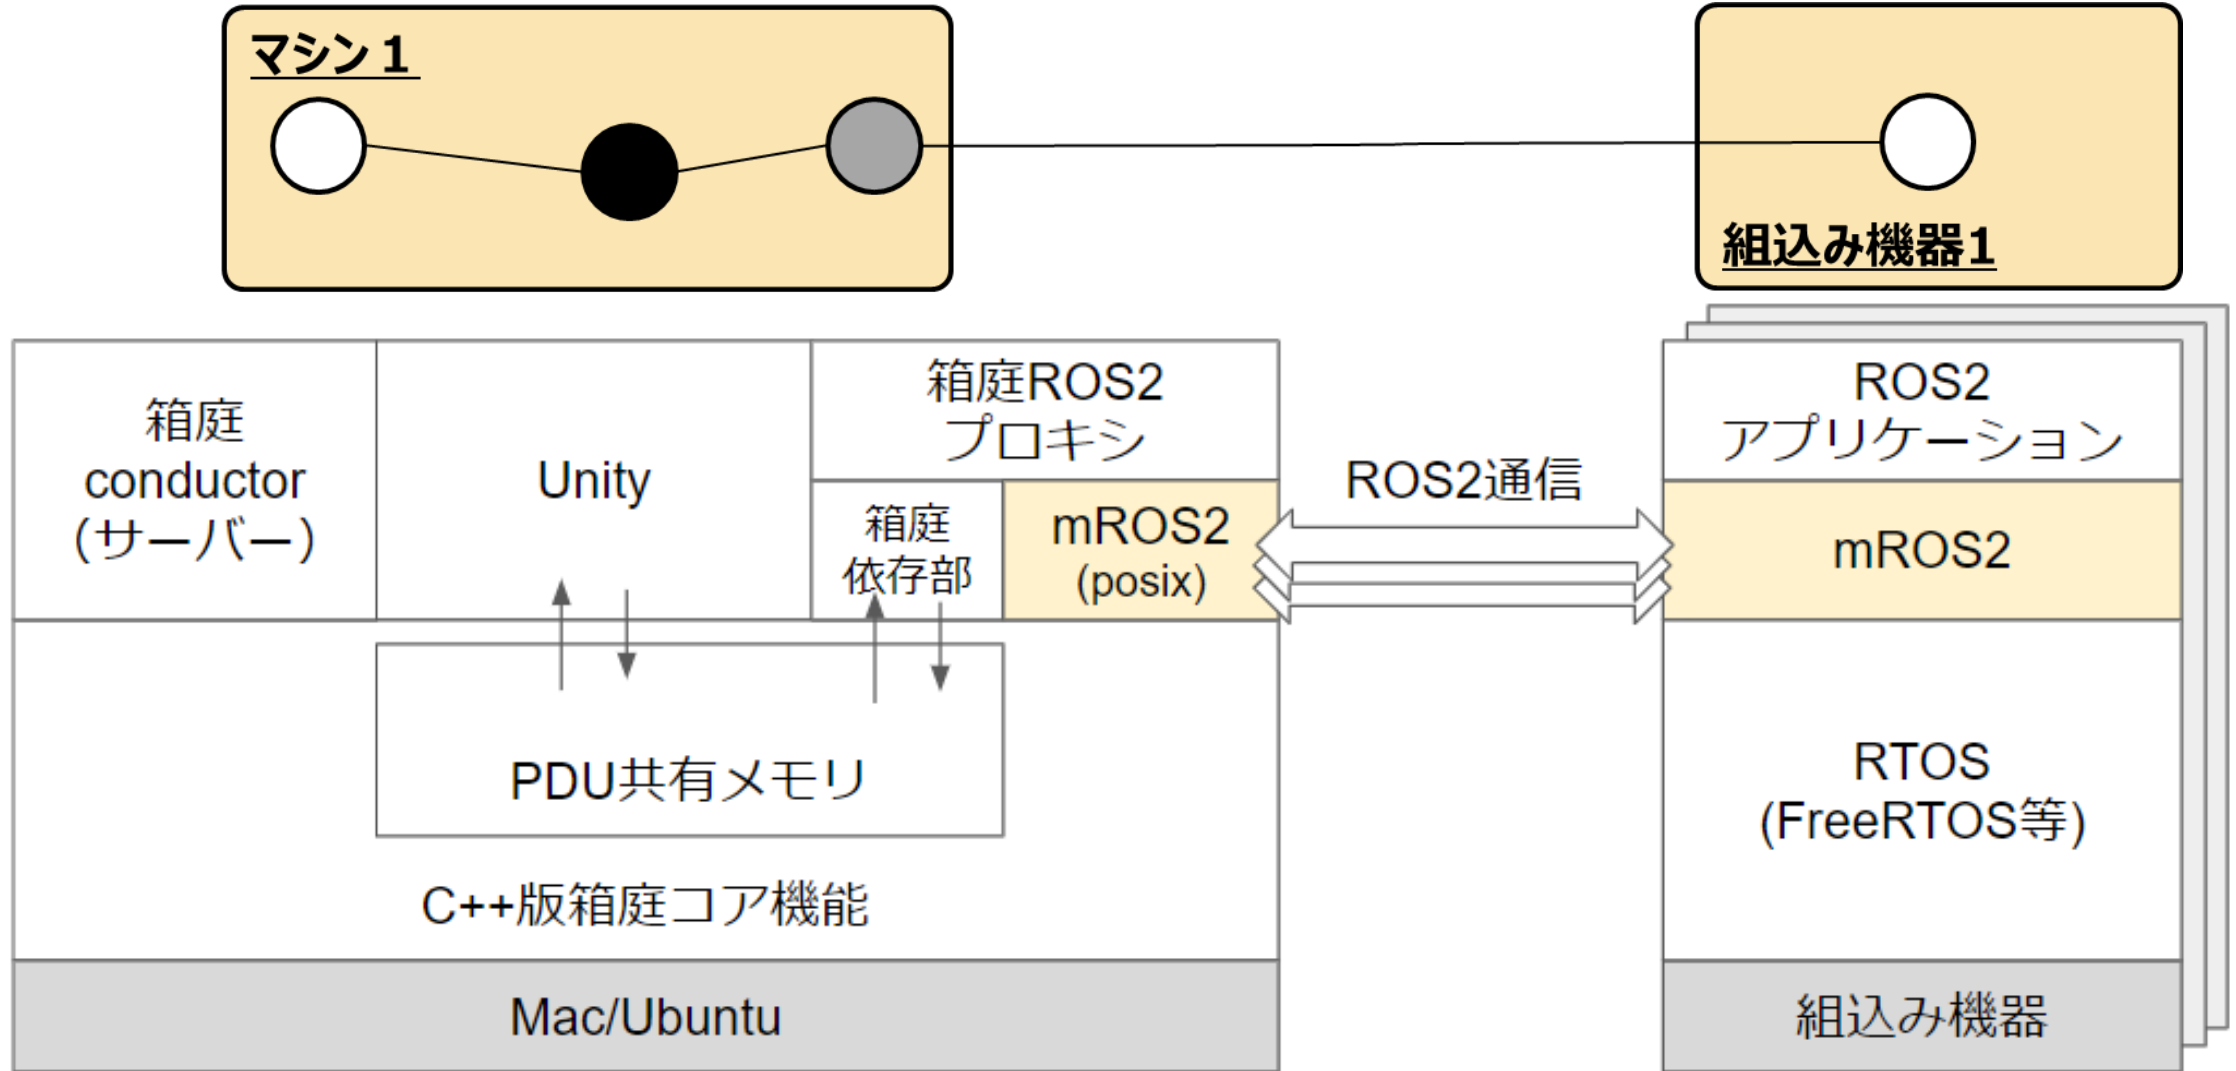 マシン1
組込み機器1
箱庭
conductor
(サーバー)
Unity
箱庭ROS2
プロキシ
箱庭
依存部
mROS2
(posix)
ROS2通信
ROS2
アプリケーション
mROS2
PDU共有メモリ
RTOS
(FreeRTOS等)
C++版箱庭コア機能
Mac/Ubuntu
組込み機器